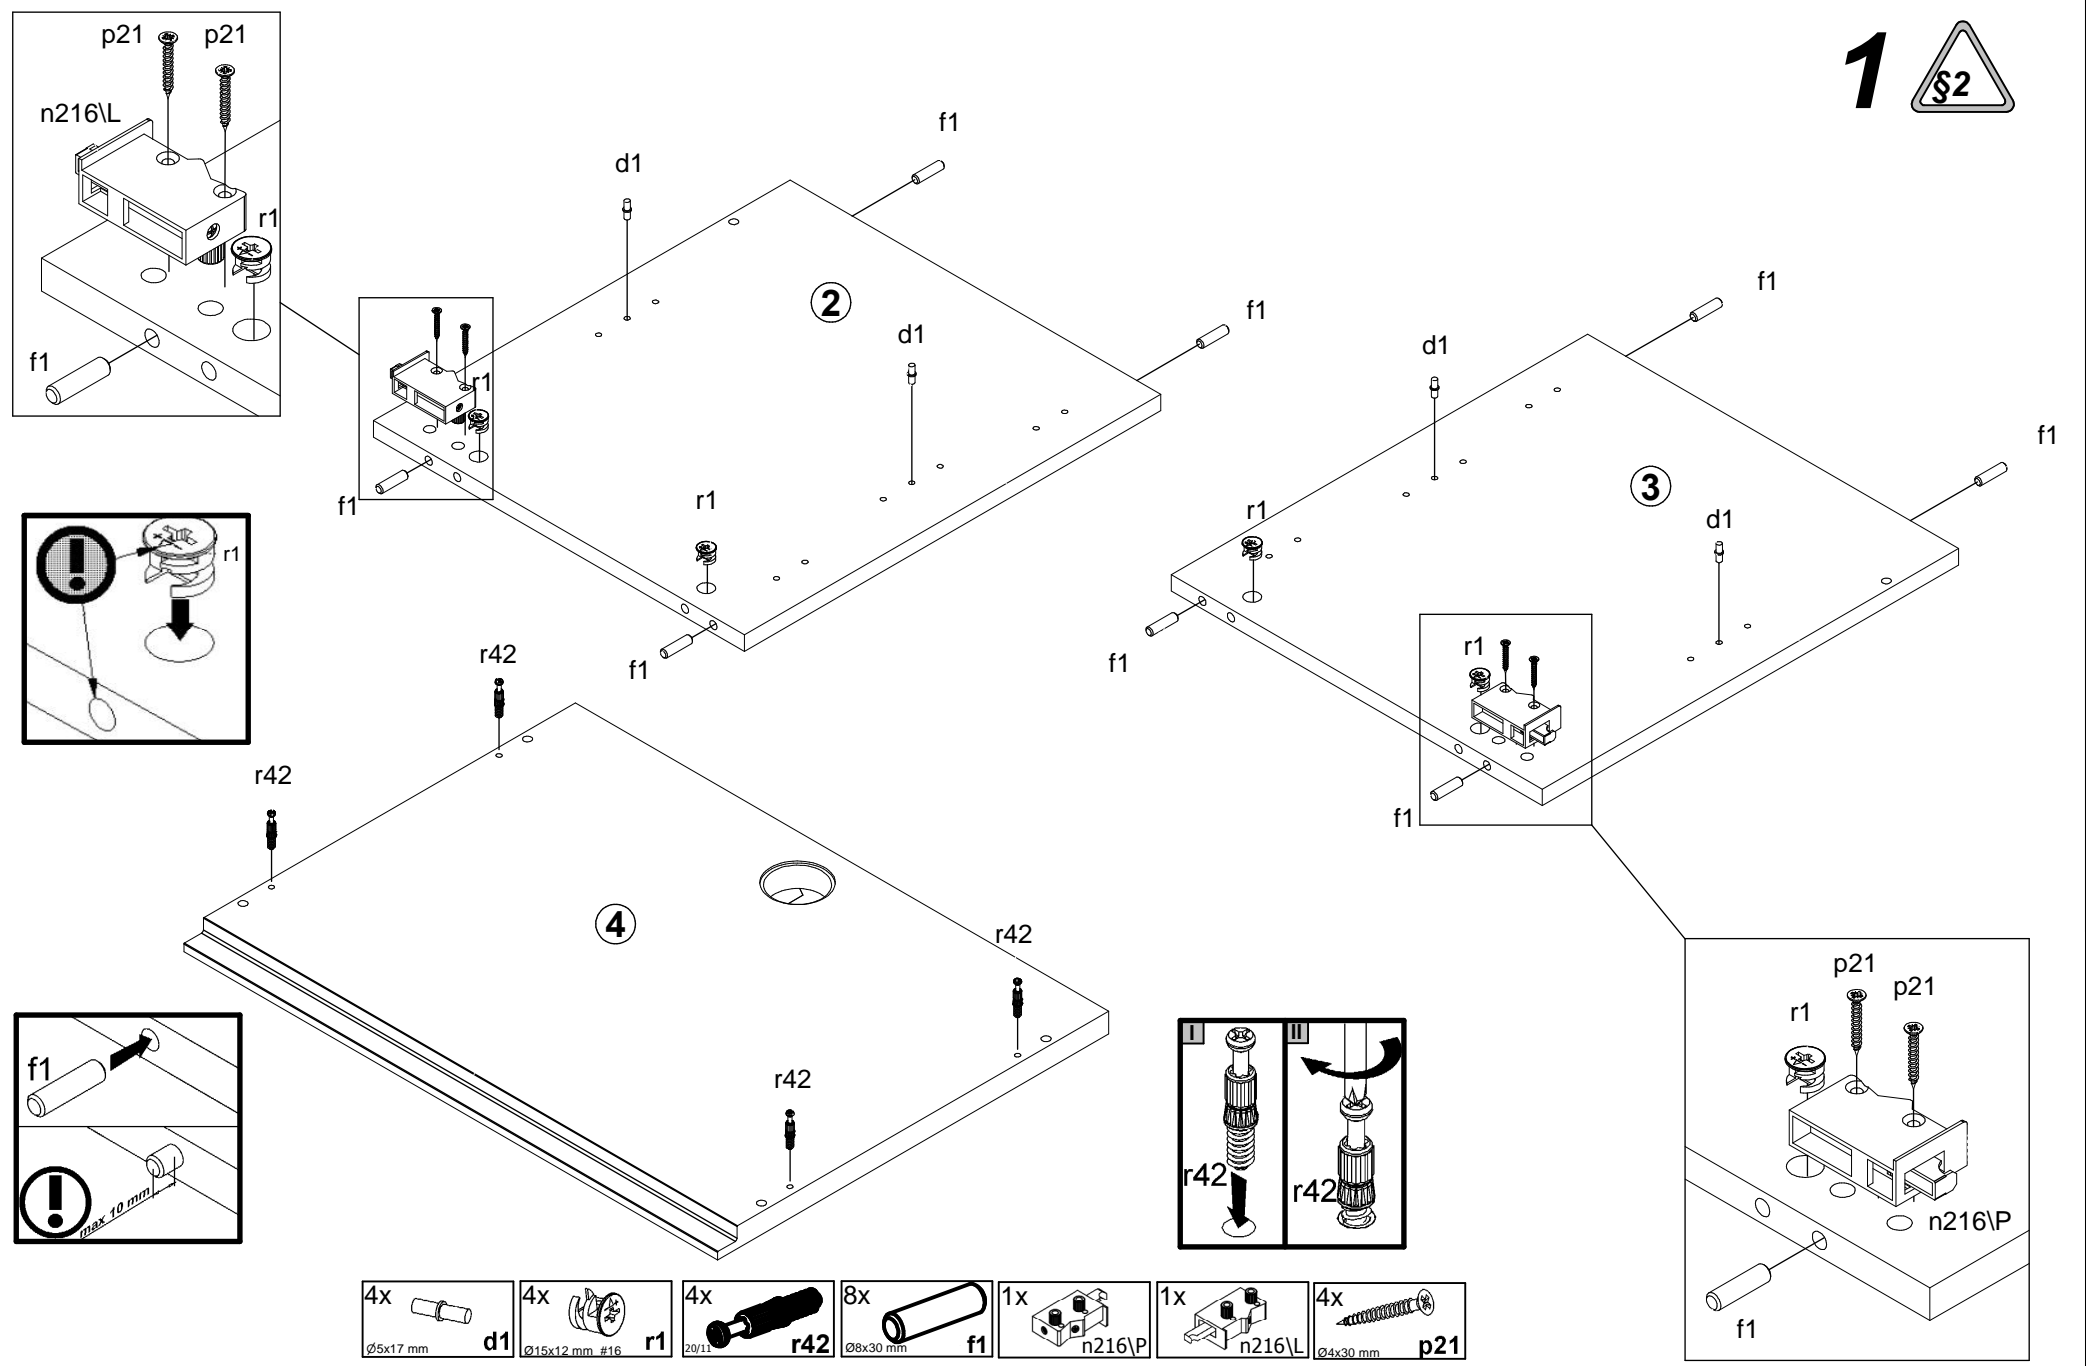 p21 p21
n216\L
r1
f1
1 §2
d1
f1
2
d1
f1
r1
f1
r1
f1
d1
f1
3
f1
r1
d1
r1
f1
f1
r1
r42
r42
4
r42
r42
f1
max 10 mm
I II
r42 r42
p21
r1 p21
n216\P
f1
4x
Ø5x17 mm d1
4x
Ø15x12 mm #16 r1
4x
20/11 r42
8x
Ø8x30 mm f1
1x
n216\P
1x
n216\L
4x
Ø4x30 mm p21